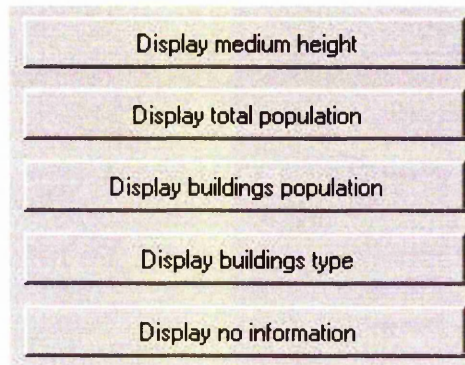 Display medium height
Display total population
Display buildings population
Display buildings type
Display no information